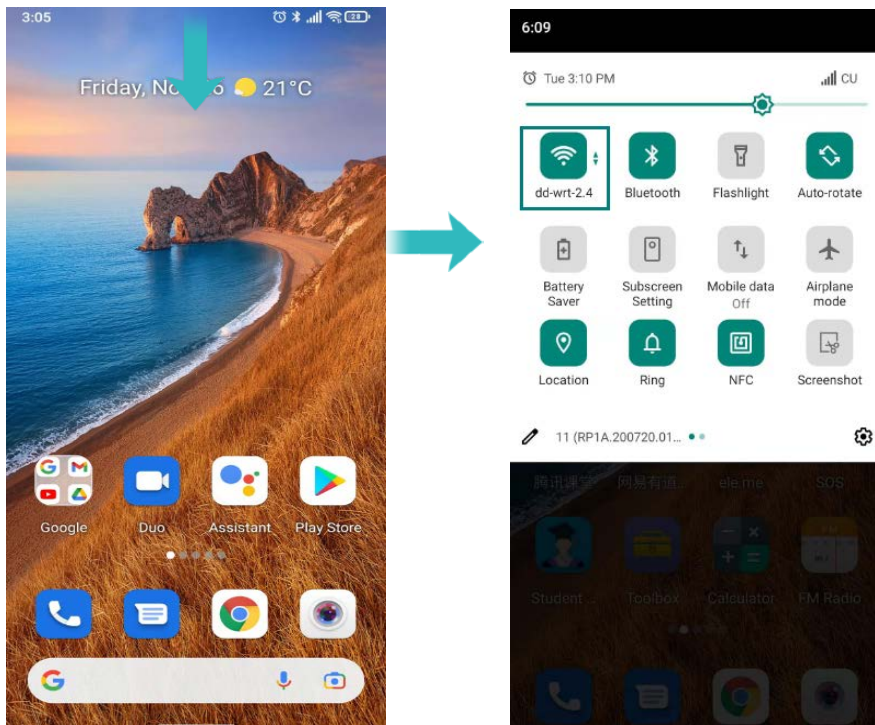 3:05
28
Friday, No 6 21°C
Google
Duo
Assistant
Play Store
6:09
Tue 3:10 PM
CU
dd-wrt-2.4
Bluetooth
Flashlight
Auto-rotate
Battery
Saver
Subscreen
Setting
Mobile data
Off
Airplane
mode
Location
Ring
NFC
Screenshot
11 (RP1A.200720.01...
腾讯课堂
网易有道..
ele.me
SOS
Student ...
Toolbox
Calculator
FM Radio